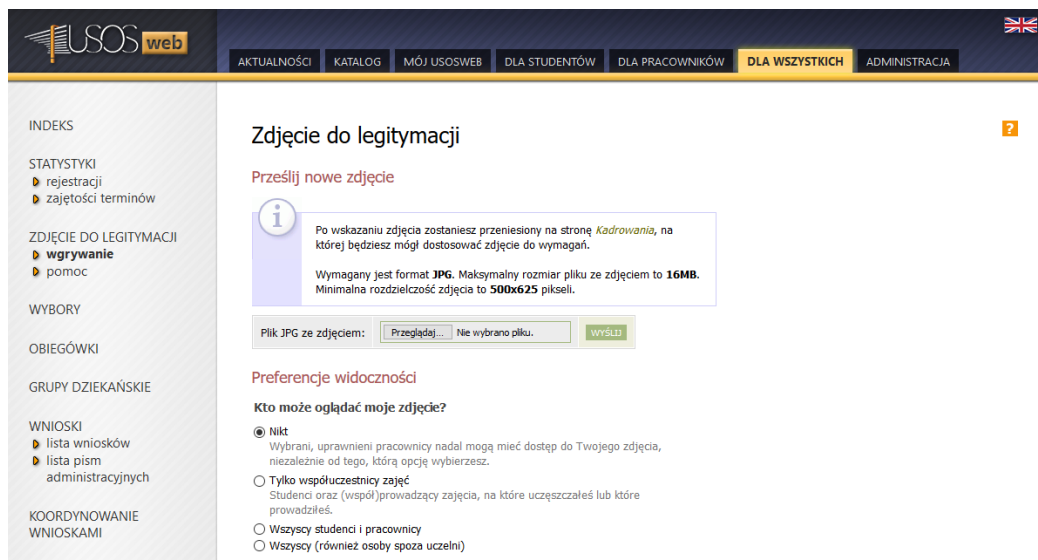 USOS web
AKTUALNOŚCI KATALOG MÓJ USOSWEB DLA STUDENTÓW DLA PRACOWNIKÓW DLA WSZYSTKICH ADMINISTRACJA
INDEKS
STATYSTYKI
rejestracji
zajętości terminów
ZDJĘCIE DO LEGITYMACJI
wgrywanie
pomoc
WYBORY
OBIEGÓWKI
GRUPY DZIEKAŃSKIE
WNIOSKI
lista wniosków
lista pism
administracyjnych
KOORDYNOWANIE
WNIOSKAMI
Zdjęcie do legitymacji
?
Prześlij nowe zdjęcie
i
Po wskazaniu zdjęcia zostaniesz przeniesiony na stronę Kadrowania, na
której będziesz mógł dostosować zdjęcie do wymagań.
Wymagany jest format JPG. Maksymalny rozmiar pliku ze zdjęciem to 16MB.
Minimalna rozdzielczość zdjęcia to 500x625 pikseli.
Plik JPG ze zdjęciem: Przeglądaj... Nie wybrano pliku. WYŚLIJ
Preferencje widoczności
Kto może oglądać moje zdjęcie?
Nikt
Wybrani, uprawnieni pracownicy nadal mogą mieć dostęp do Twojego zdjęcia,
niezależnie od tego, którą opcję wybierzesz.
Tylko współuczestnicy zajęć
Studenci oraz (współ)prowadzący zajęcia, na które uczęszczałeś lub które
prowadziłeś.
Wszyscy studenci i pracownicy
Wszyscy (również osoby spoza uczelni)